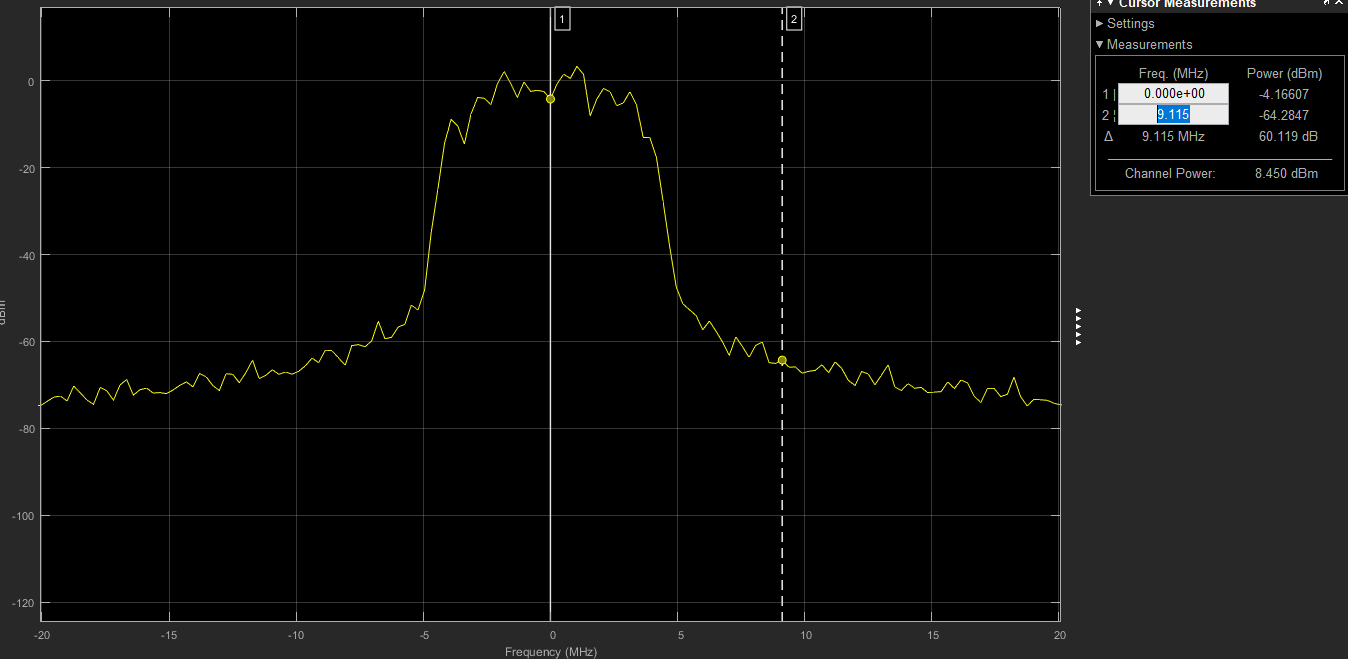 Cursor Measurements
Settings
Measurements
Freq. (MHz) Power (dBm)
1 | 0.000e+00 -4.16607
2 ¦ 9.115 -64.2847
Δ 9.115 MHz 60.119 dB
Channel Power: 8.450 dBm
1
2
0
-20
-40
-60
-80
-100
-120
dBm
-20 -15 -10 -5 0 5 10 15 20
Frequency (MHz)